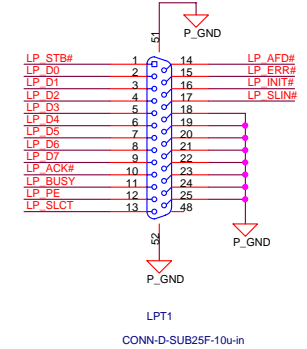 51
P_GND
LP_STB# 1 14 LP_AFD#
LP_D0 2 15 LP_ERR#
LP_D1 3 16 LP_INIT#
LP_D2 4 17 LP_SLIN#
LP_D3 5 18
LP_D4 6 19
LP_D5 7 20
LP_D6 8 21
LP_D7 9 22
LP_ACK# 10 23
LP_BUSY 11 24
LP_PE 12 25
LP_SLCT 13 48
52
P_GND
P_GND
LPT1
CONN-D-SUB25F-10u-in